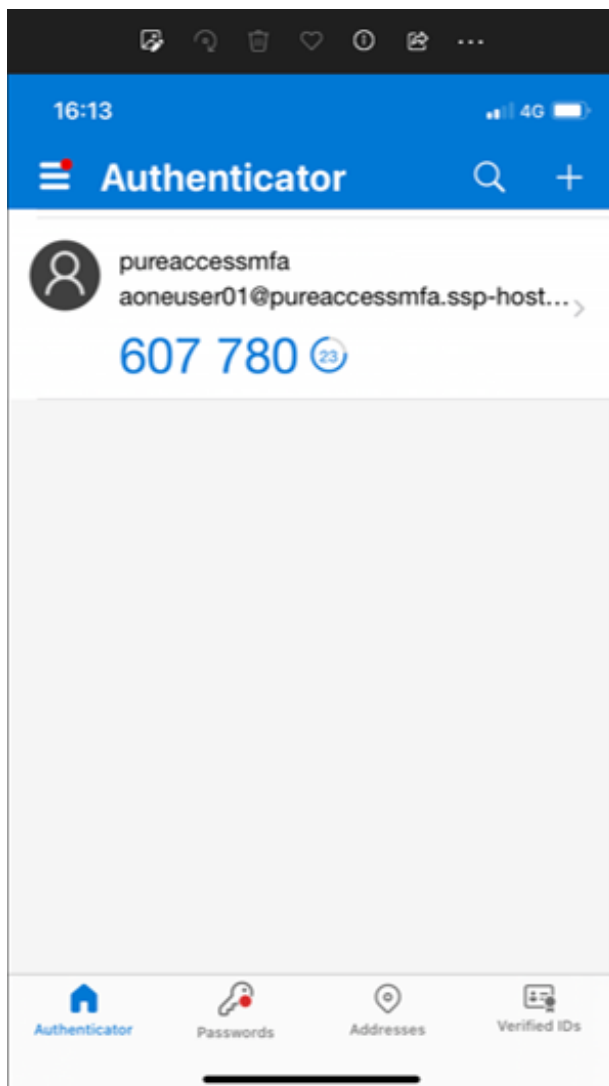 16:13
4G
Authenticator
pureaccessmfa
aoneuser01@pureaccessmfa.ssp-host...
607 780
23
Authenticator
Passwords
Addresses
Verified IDs